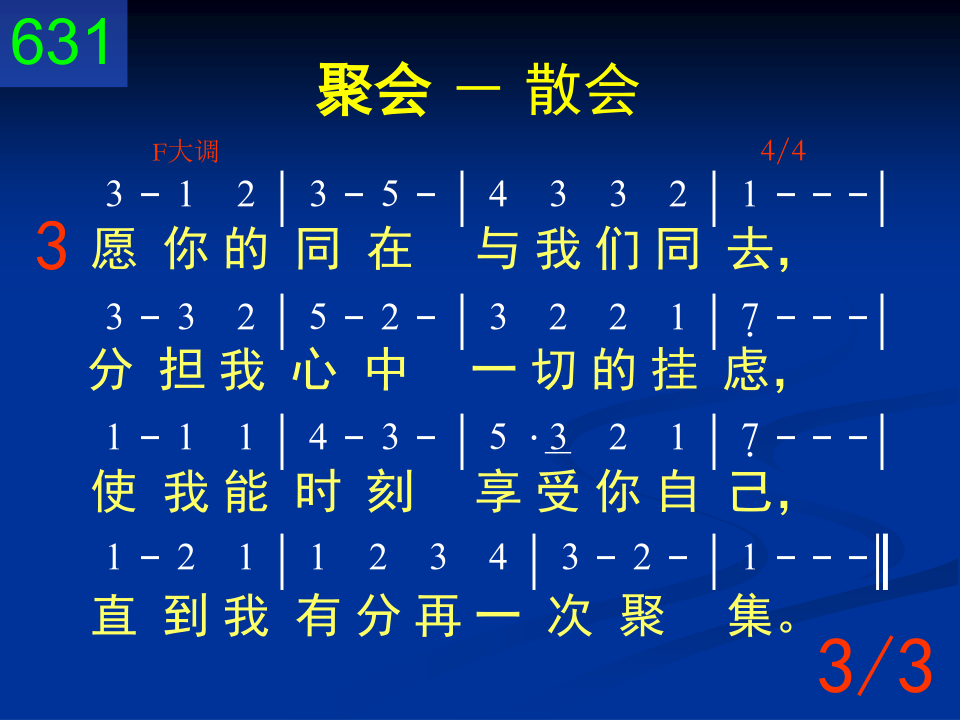 631
聚会 － 散会
F大调 4/4
3 － 1 2 | 3 － 5 － | 4 3 3 2 | 1 － － － |
3 愿 你 的 同 在 与 我 们 同 去，
3 － 3 2 | 5 － 2 － | 3 2 2 1 | 7̣ － － － |
分 担 我 心 中 一 切 的 挂 虑，
1 － 1 1 | 4 － 3 － | 5 · 3̲ 2 1 | 7̣ － － － |
使 我 能 时 刻 享 受 你 自 己，
1 － 2 1 | 1 2 3 4 | 3 － 2 － | 1 － － － ‖
直 到 我 有 分 再 一 次 聚 集。
3/3